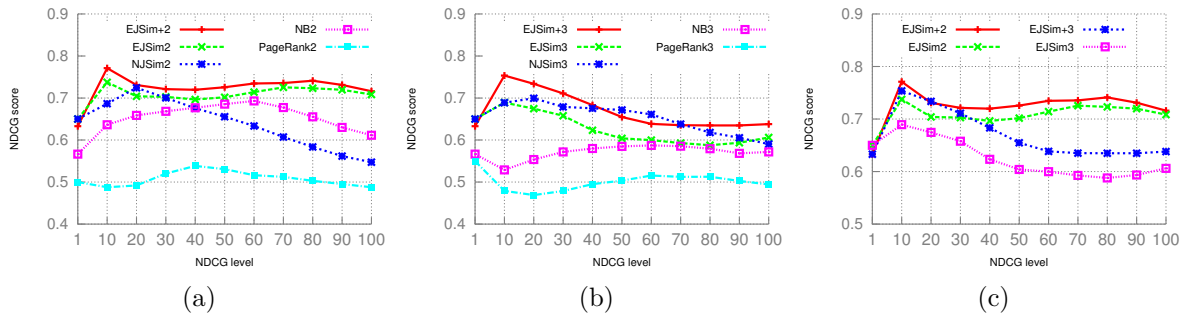 0.9
0.8
0.7
0.6
0.5
0.4
NDCG score
EJSim+2
EJSim2
NJSim2
NB2
PageRank2
1 10 20 30 40 50 60 70 80 90 100
NDCG level
(a)
0.9
0.8
0.7
0.6
0.5
0.4
NDCG score
EJSim+3
EJSim3
NJSim3
NB3
PageRank3
1 10 20 30 40 50 60 70 80 90 100
NDCG level
(b)
0.9
0.8
0.7
0.6
0.5
NDCG score
EJSim+2
EJSim2
EJSim+3
EJSim3
1 10 20 30 40 50 60 70 80 90 100
NDCG level
(c)